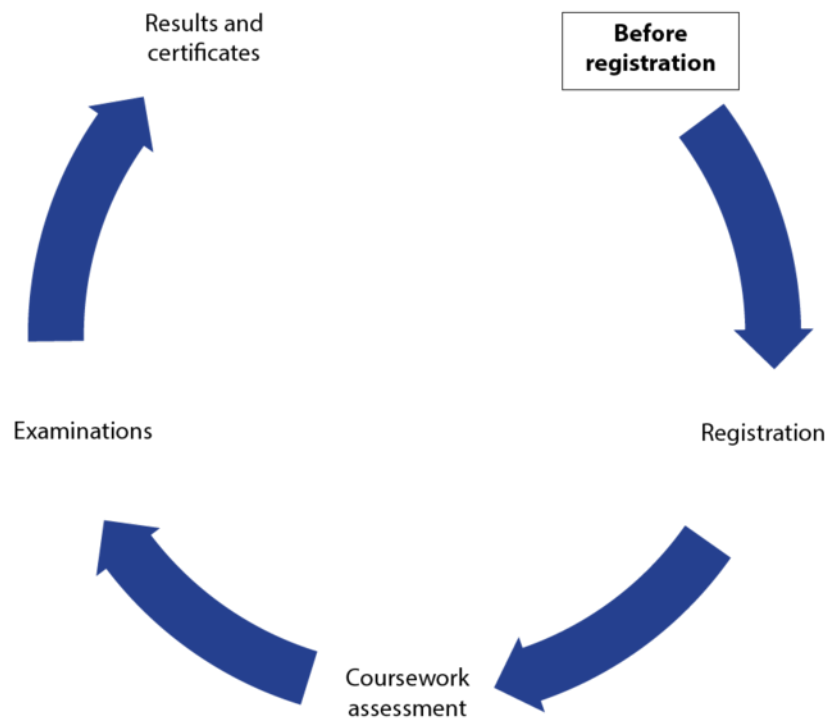 Results and
certificates
Before
registration
Examinations
Registration
Coursework
assessment